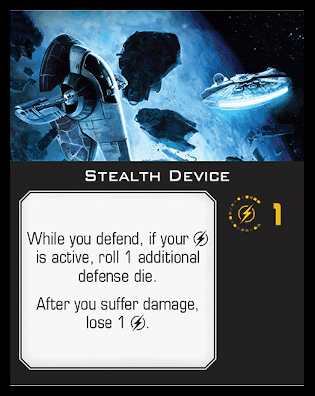 STEALTH DEVICE
1
While you defend, if your
is active, roll 1 additional
defense die.
After you suffer damage,
lose 1 .